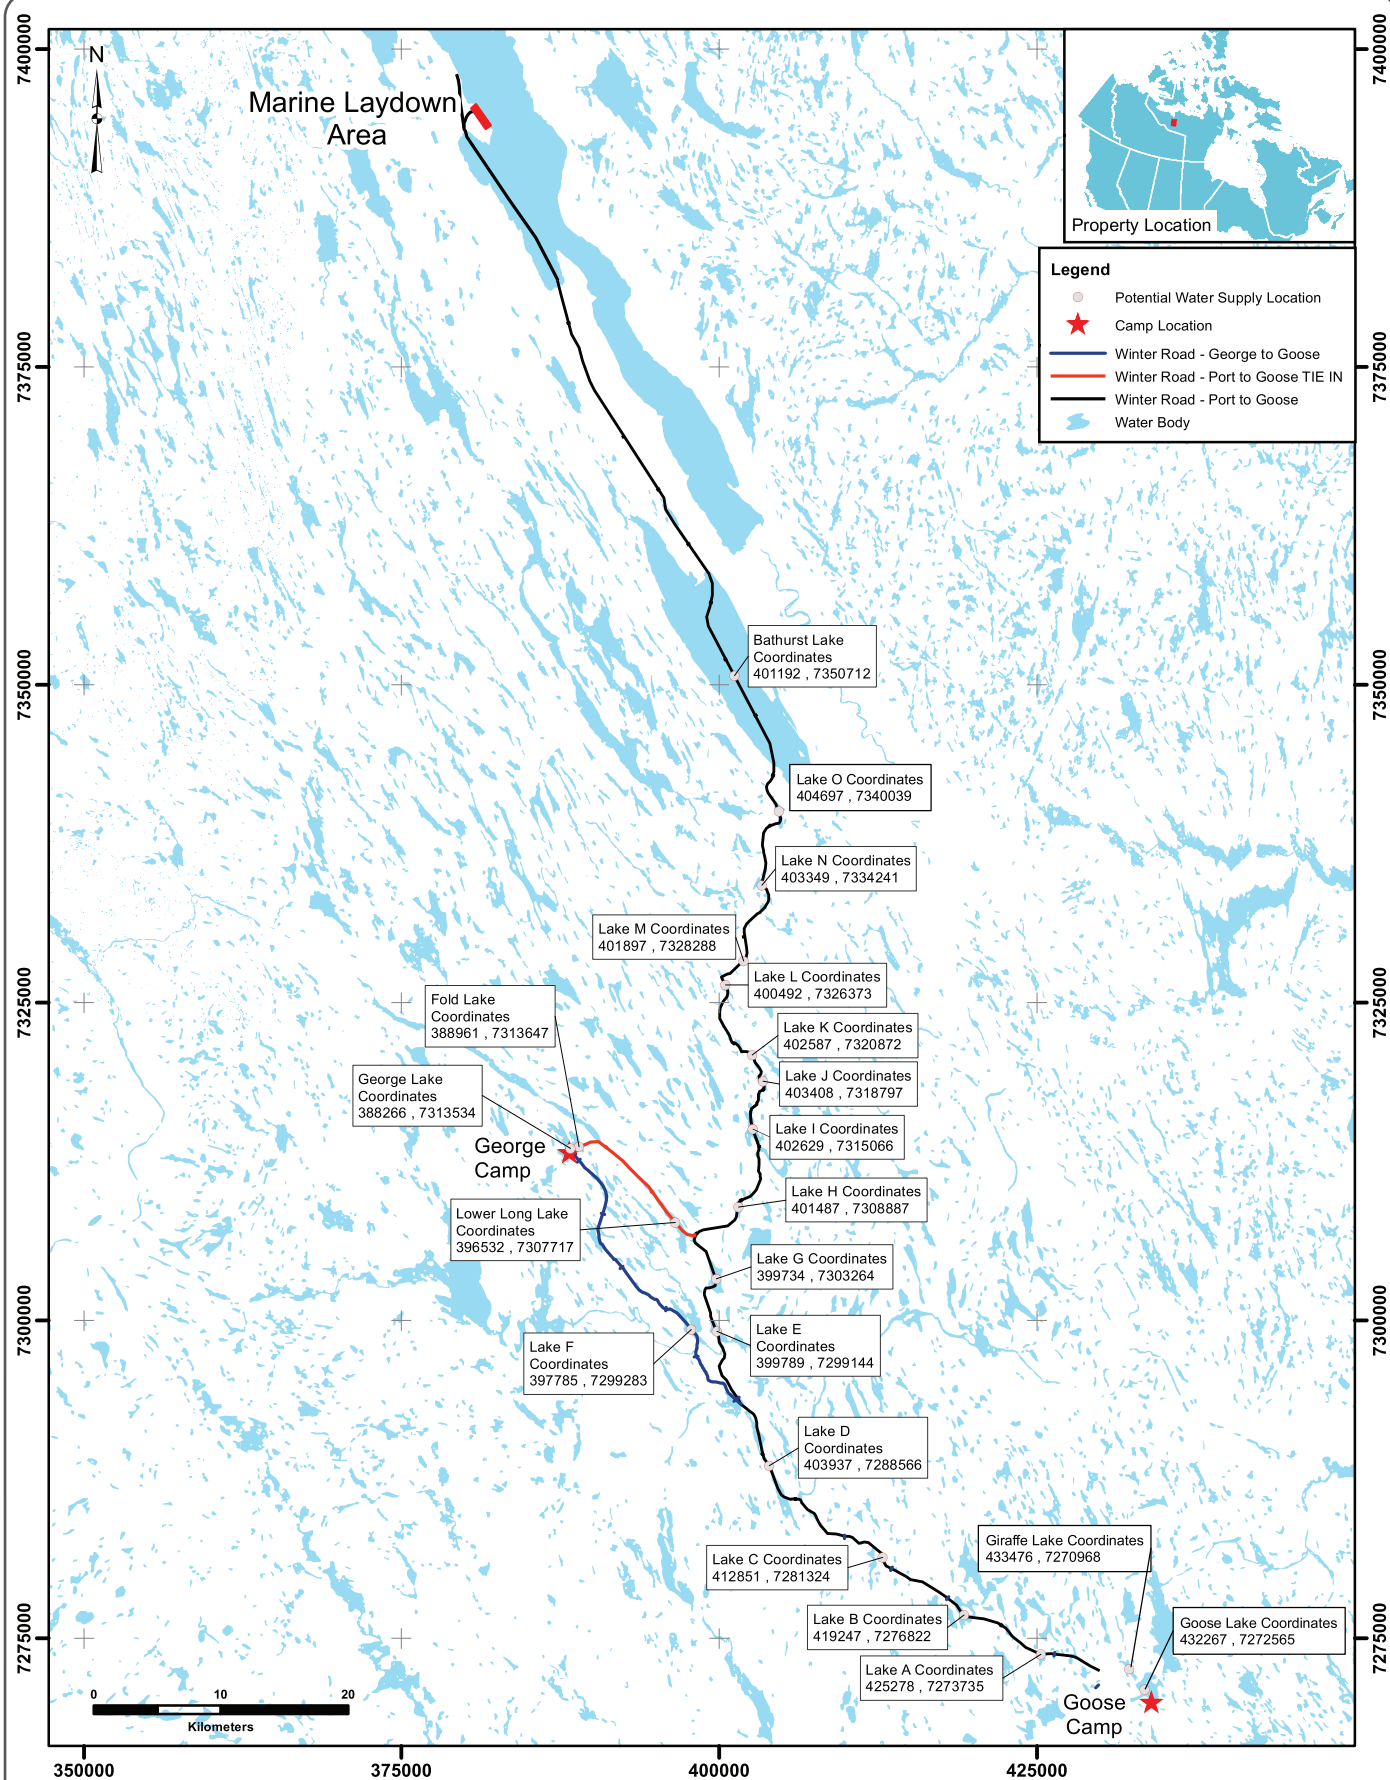 7400000
7400000
N
Marine Laydown
Area
Property Location
Legend
Potential Water Supply Location
Camp Location
Winter Road - George to Goose
Winter Road - Port to Goose TIE IN
Winter Road - Port to Goose
Water Body
7375000
7375000
Bathurst Lake
Coordinates
401192 , 7350712
7350000
7350000
Lake O Coordinates
404697 , 7340039
Lake N Coordinates
403349 , 7334241
Lake M Coordinates
401897 , 7328288
Lake L Coordinates
400492 , 7326373
Fold Lake
Coordinates
388961 , 7313647
7325000
7325000
Lake K Coordinates
402587 , 7320872
Lake J Coordinates
403408 , 7318797
George Lake
Coordinates
388266 , 7313534
Lake I Coordinates
402629 , 7315066
George
Camp
Lake H Coordinates
401487 , 7308887
Lower Long Lake
Coordinates
396532 , 7307717
Lake G Coordinates
399734 , 7303264
7300000
7300000
Lake E
Coordinates
399789 , 7299144
Lake F
Coordinates
397785 , 7299283
Lake D
Coordinates
403937 , 7288566
Giraffe Lake Coordinates
433476 , 7270968
Lake C Coordinates
412851 , 7281324
Lake B Coordinates
419247 , 7276822
Goose Lake Coordinates
432267 , 7272565
7275000
7275000
Lake A Coordinates
425278 , 7273735
Goose
Camp
0 10 20
Kilometers
350000 375000 400000 425000